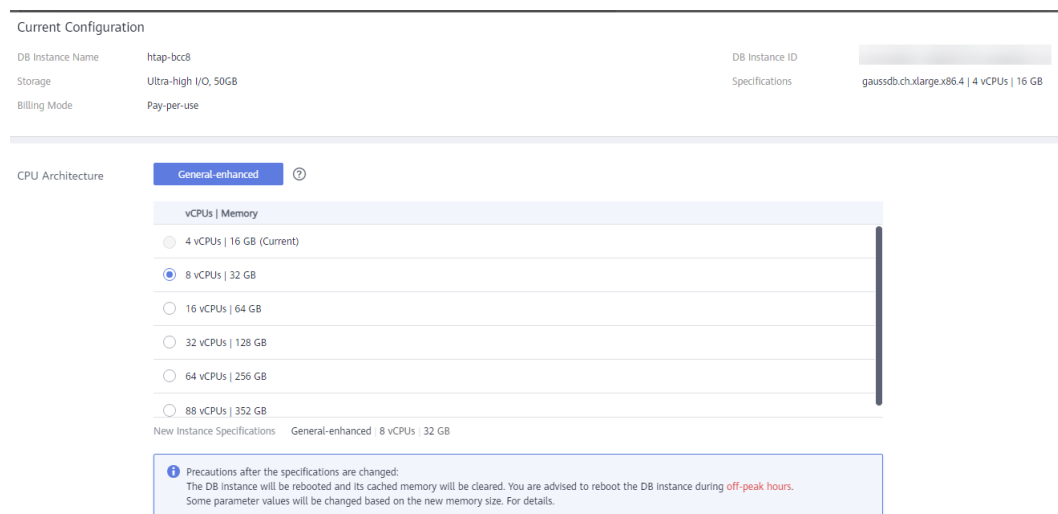 Current Configuration
DB Instance Name htap-bcc8 DB Instance ID
Storage Ultra-high I/O, 50GB Specifications gaussdb.ch.xlarge.x86.4 | 4 vCPUs | 16 GB
Billing Mode Pay-per-use
CPU Architecture General-enhanced ?
vCPUs | Memory
4 vCPUs | 16 GB (Current)
8 vCPUs | 32 GB
16 vCPUs | 64 GB
32 vCPUs | 128 GB
64 vCPUs | 256 GB
88 vCPUs | 352 GB
New Instance Specifications General-enhanced | 8 vCPUs | 32 GB
Precautions after the specifications are changed:
The DB instance will be rebooted and its cached memory will be cleared. You are advised to reboot the DB instance during off-peak hours.
Some parameter values will be changed based on the new memory size. For details.